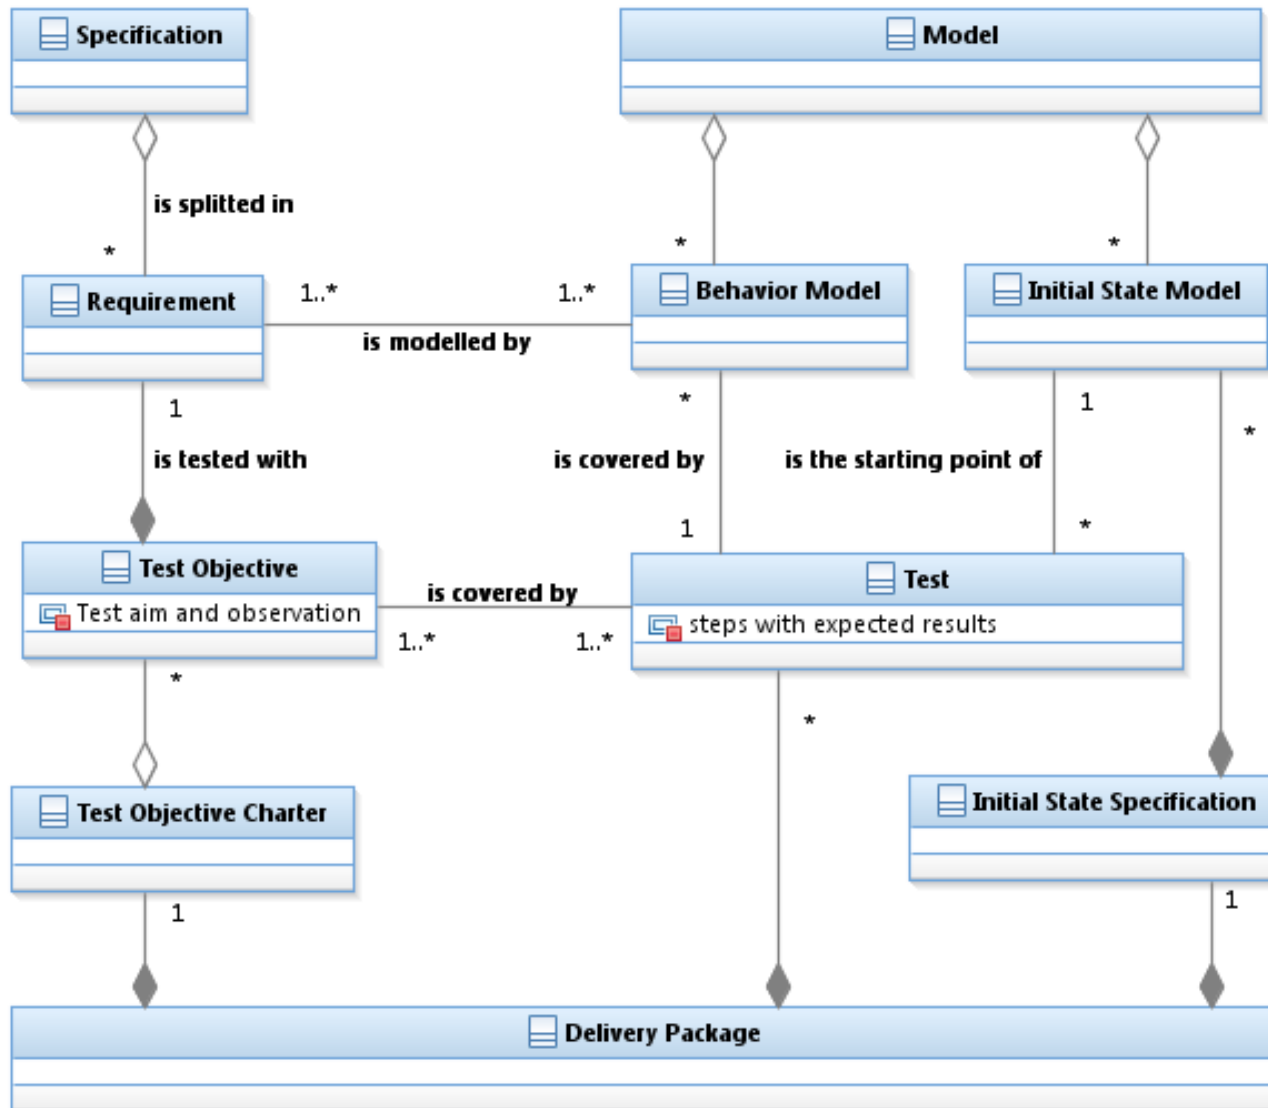 Specification
Model
is splitted in
*
*
*
Requirement
1..*
1..*
Behavior Model
Initial State Model
is modelled by
1
*
1
*
is tested with
is covered by
is the starting point of
1
*
Test Objective
Test aim and observation
is covered by
1..*
1..*
Test
steps with expected results
*
*
Test Objective Charter
Initial State Specification
1
1
Delivery Package